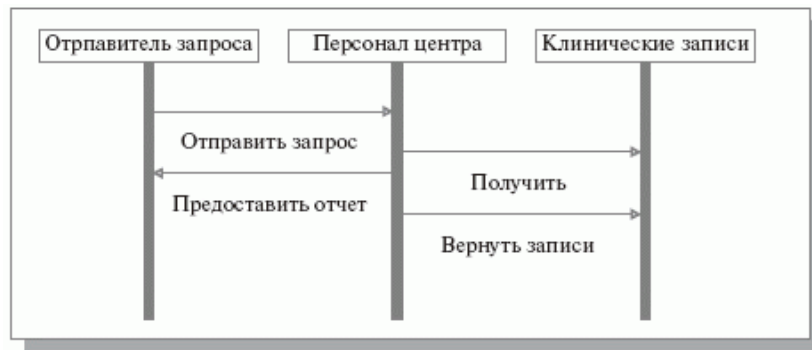 Отрпавитель запроса
Персонал центра
Клинические записи
Отправить запрос
Получить
Предоставить отчет
Вернуть записи